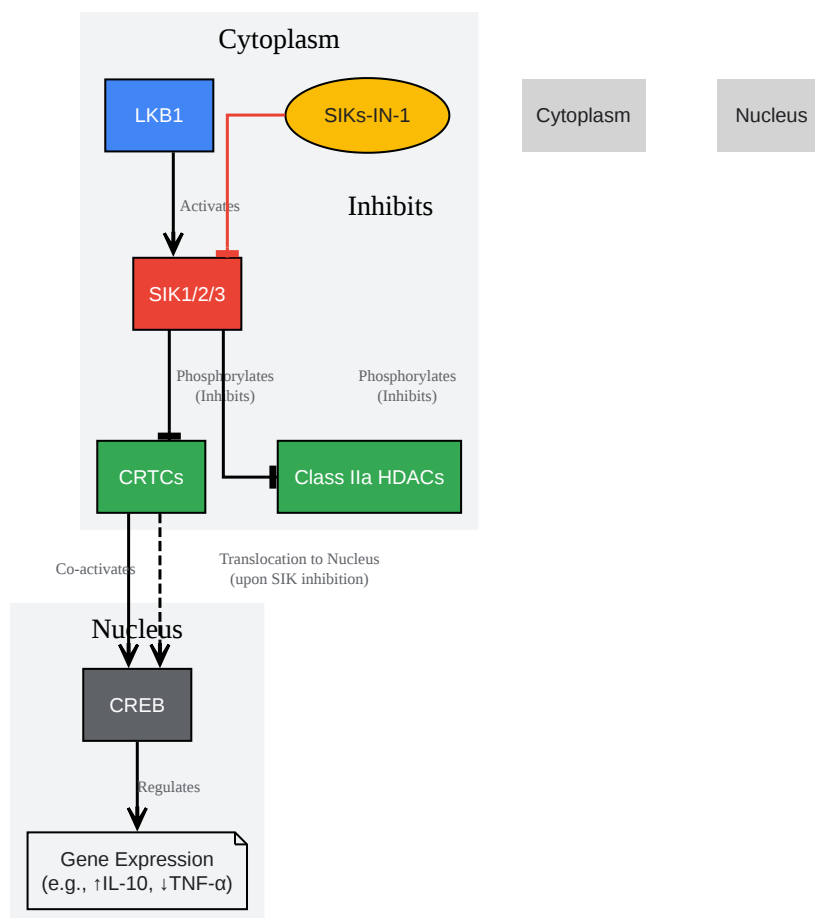 Cytoplasm
LKB1
SIKs-IN-1
Cytoplasm
Nucleus
Activates
Inhibits
SIK1/2/3
Phosphorylates
(Inhibits)
Phosphorylates
(Inhibits)
CRTCs
Class IIa HDACs
Co-activates
Translocation to Nucleus
(upon SIK inhibition)
Nucleus
CREB
Regulates
Gene Expression
(e.g., ↑IL-10, ↓TNF-α)